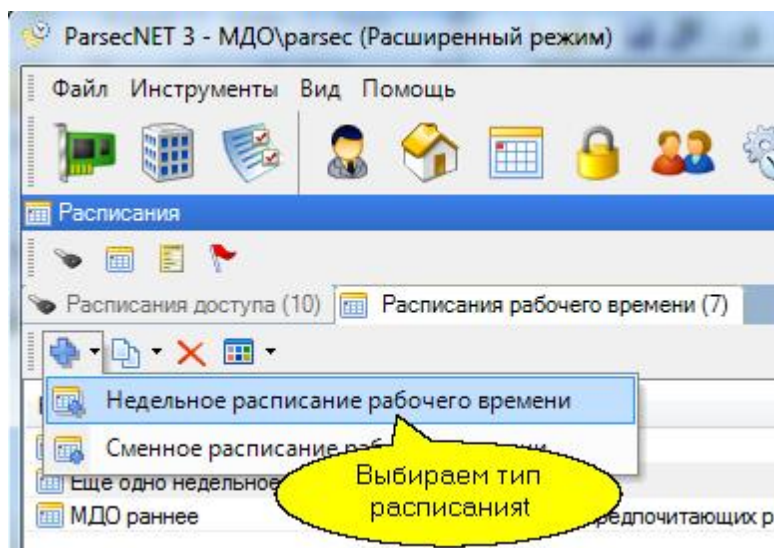 ParsecNET 3 - МДО\parsec (Расширенный режим)
Файл Инструменты Вид Помощь
Расписания
Расписания доступа (10) Расписания рабочего времени (7)
Недельное расписание рабочего времени
Сменное расписание
Выбираем тип
расписанияt
Еще одно недельное
МДО раннее